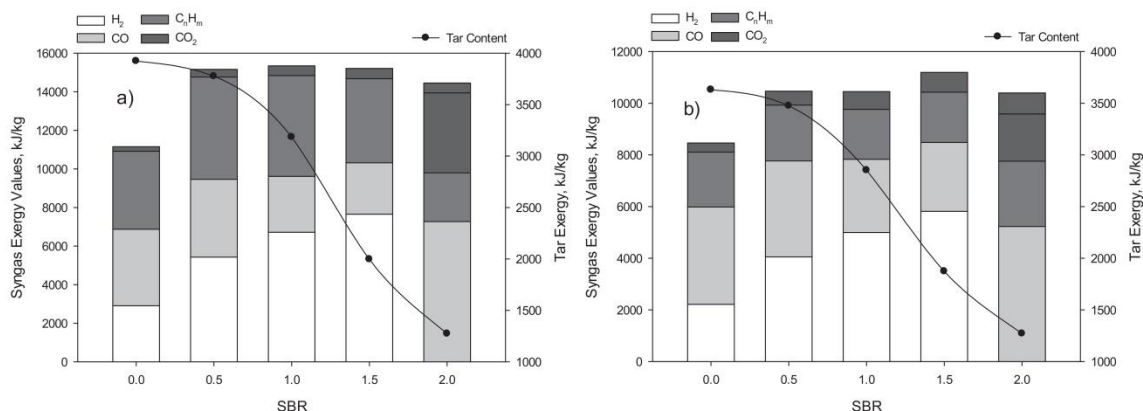 H2
CnHm
CO
CO2
Tar Content
a)
Syngas Exergy Values, kJ/kg
16000
14000
12000
10000
8000
6000
4000
2000
0
Tar Exergy, kJ/kg
4000
3500
3000
2500
2000
1500
1000
0.0 0.5 1.0 1.5 2.0
SBR
H2
CnHm
CO
CO2
Tar Content
b)
Syngas Exergy Values, kJ/kg
12000
10000
8000
6000
4000
2000
0
Tar Exergy, kJ/kg
4000
3500
3000
2500
2000
1500
1000
0.0 0.5 1.0 1.5 2.0
SBR